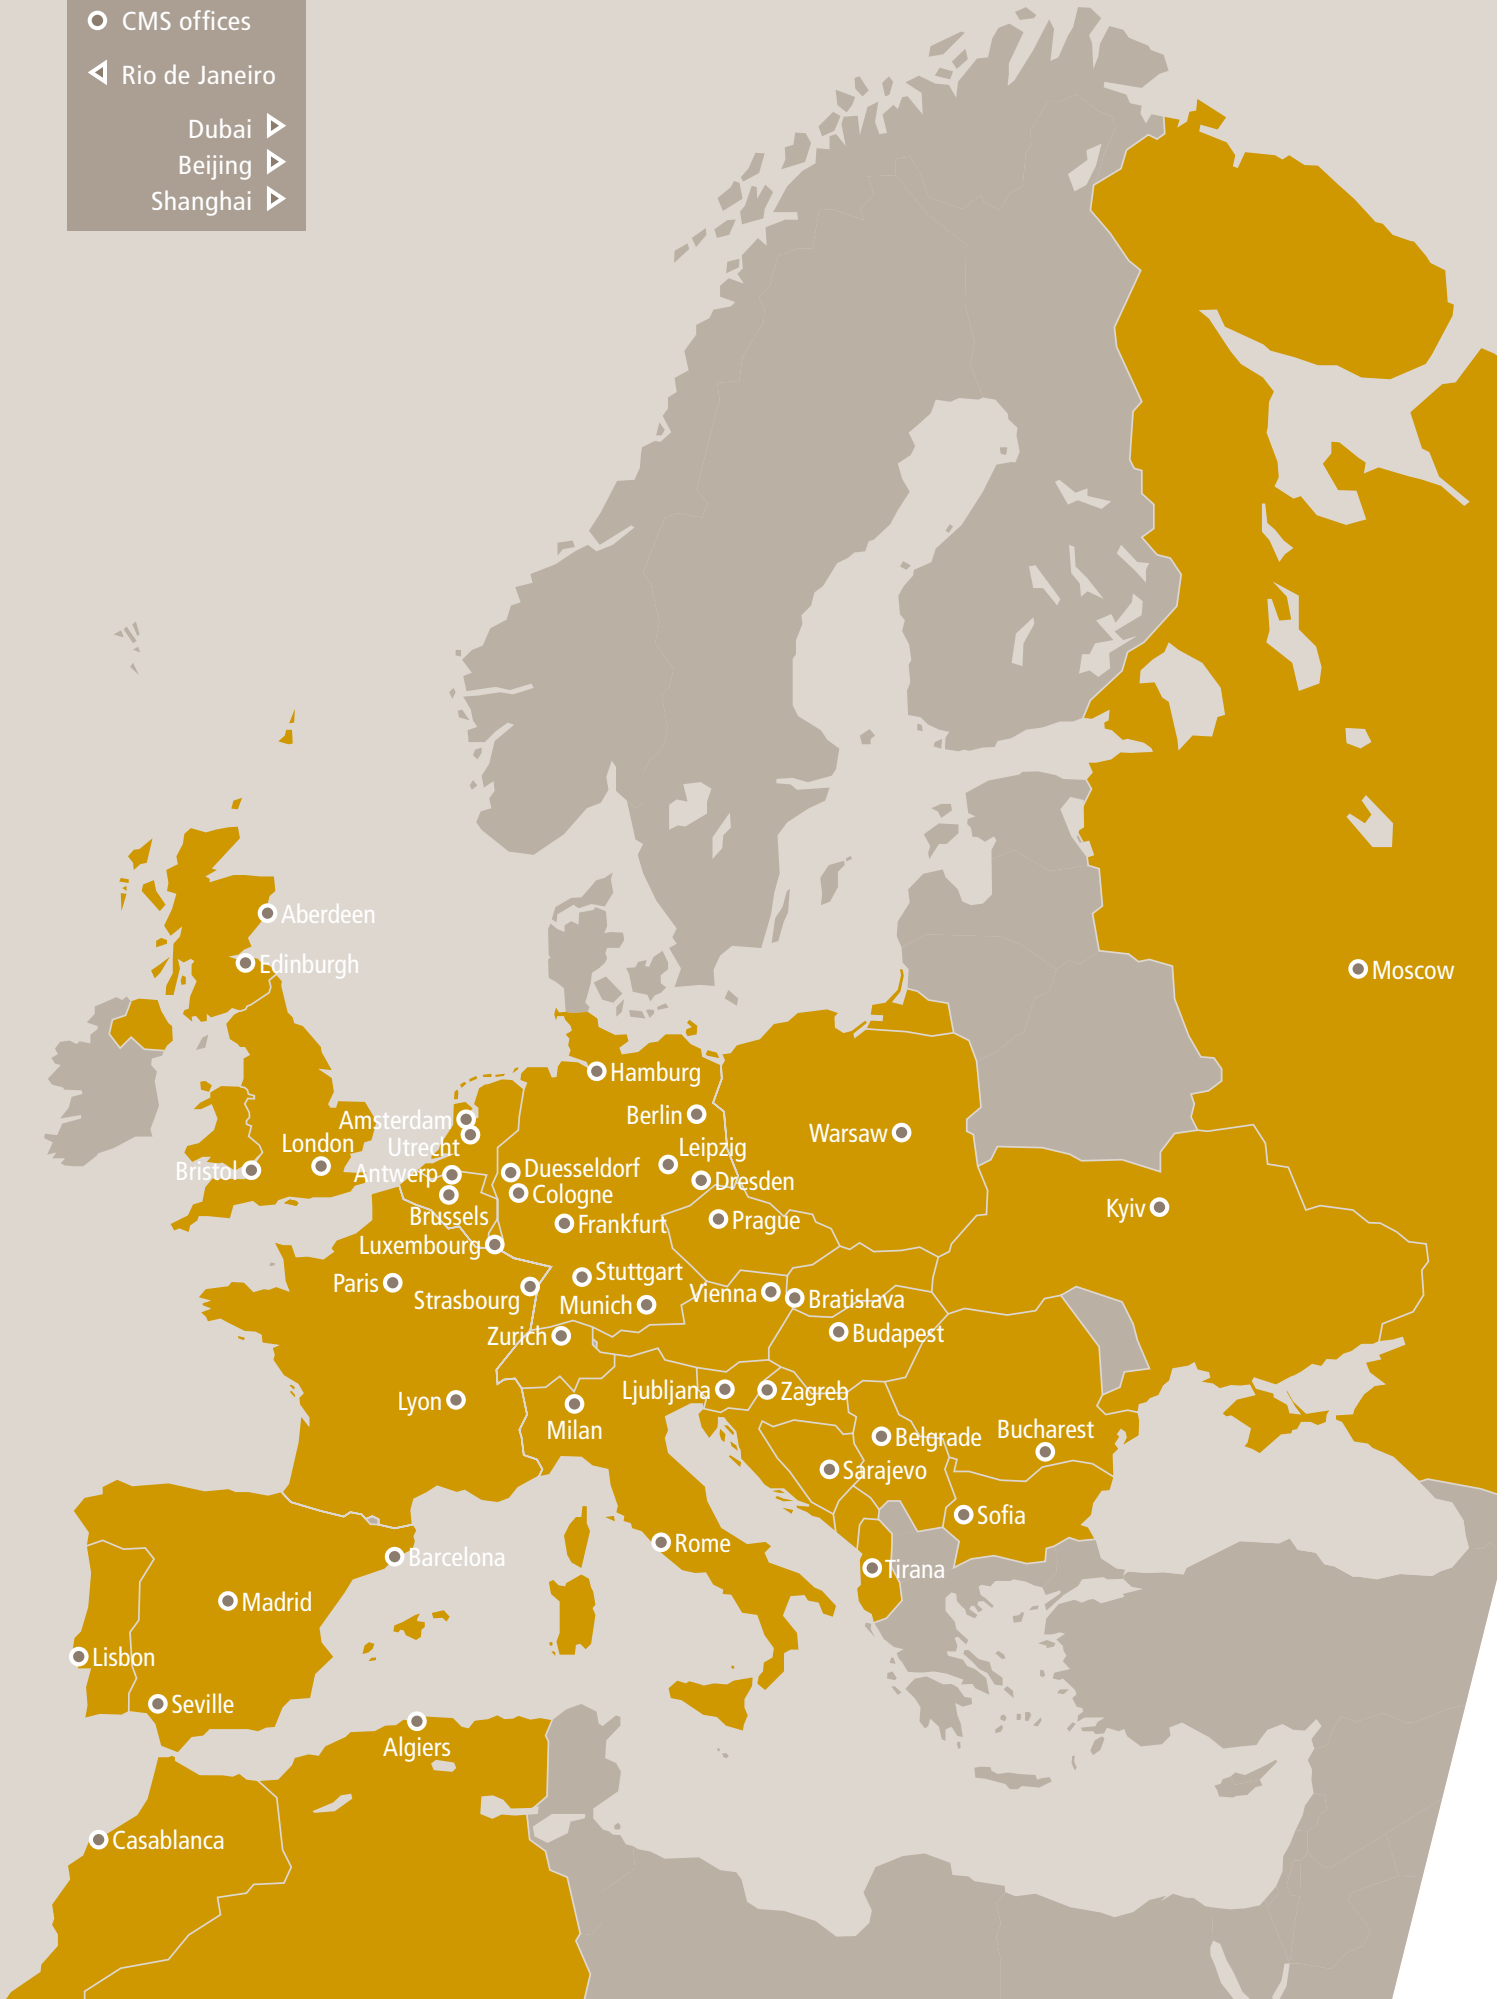 CMS offices
Rio de Janeiro
Dubai
Beijing
Shanghai
Aberdeen
Edinburgh
Moscow
Hamburg
Berlin
Amsterdam
Utrecht
London
Warsaw
Leipzig
Bristol
Antwerp
Duesseldorf
Dresden
Cologne
Kyiv
Brussels
Frankfurt
Prague
Luxembourg
Stuttgart
Paris
Strasbourg
Munich
Vienna
Bratislava
Zurich
Budapest
Lyon
Ljubljana
Zagreb
Milan
Belgrade
Bucharest
Sarajevo
Sofia
Rome
Barcelona
Tirana
Madrid
Lisbon
Seville
Algiers
Casablanca